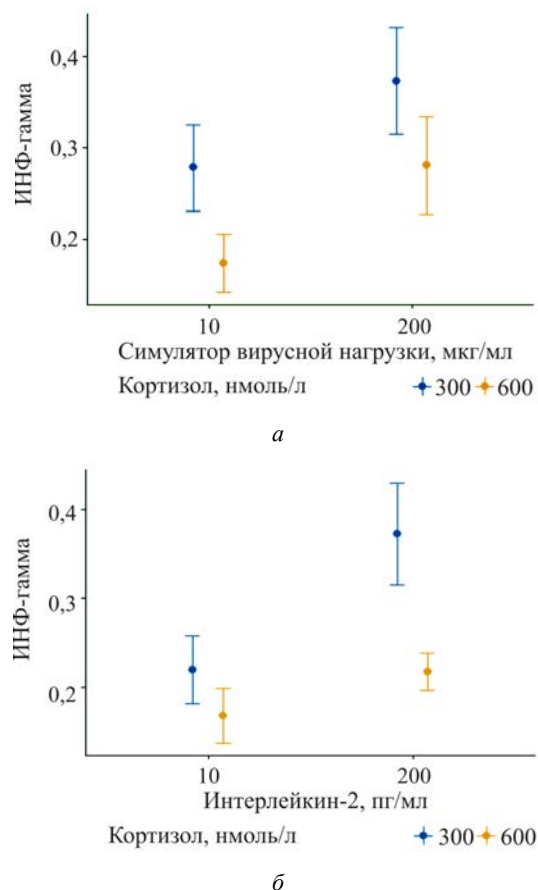 0,4
0,3
0,2
ИНФ-гамма
10 200
Симулятор вирусной нагрузки, мкг/мл
Кортизол, нмоль/л 300 600
а
0,4
0,3
0,2
ИНФ-гамма
10 200
Интерлейкин-2, пг/мл
Кортизол, нмоль/л 300 600
б